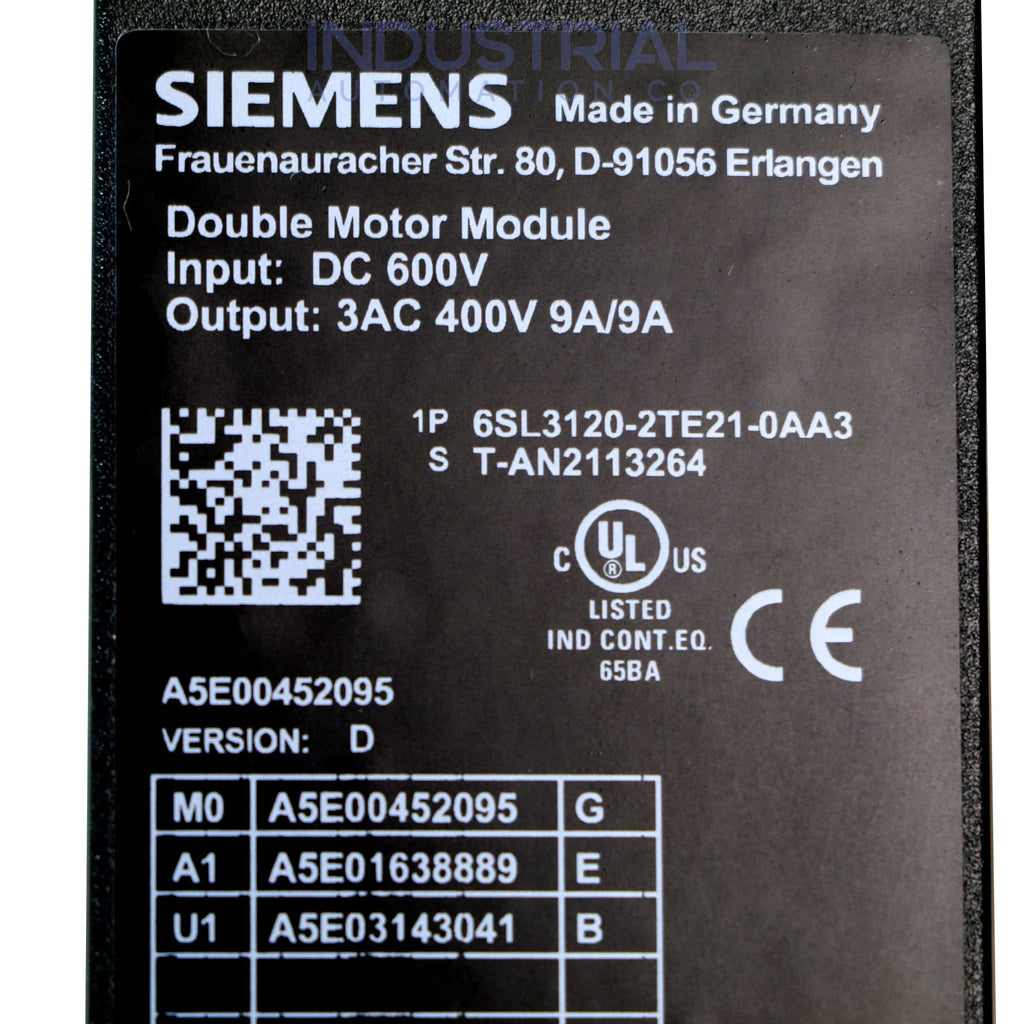 INDUSTRIAL
AUTOMATION.CO
SIEMENS Made in Germany
Frauenauracher Str. 80, D-91056 Erlangen
Double Motor Module
Input: DC 600V
Output: 3AC 400V 9A/9A
1P 6SL3120-2TE21-0AA3
S T-AN2113264
C UL ® US
LISTED
IND CONT.EQ.
65BA
CE
A5E00452095
VERSION: D
M0 A5E00452095 G
A1 A5E01638889 E
U1 A5E03143041 B